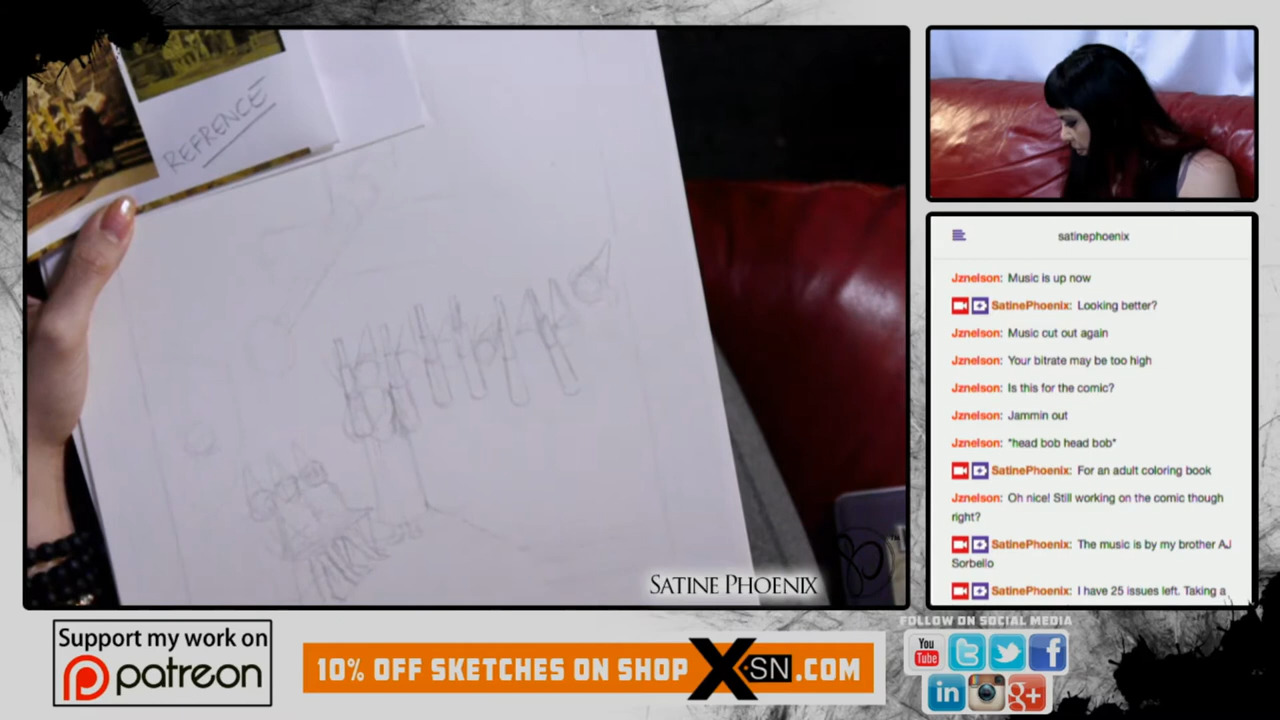 REFRENCE
SATINE PHOENIX
satinephoenix
Jznelson: Music is up now
SatinePhoenix: Looking better?
Jznelson: Music cut out again
Jznelson: Your bitrate may be too high
Jznelson: Is this for the comic?
Jznelson: Jammin out
Jznelson: *head bob head bob*
SatinePhoenix: For an adult coloring book
Jznelson: Oh nice! Still working on the comic though
right?
SatinePhoenix: The music is by my brother AJ
Sorbello
SatinePhoenix: I have 25 issues left. Taking a
Support my work on
patreon
10% OFF SKETCHES ON SHOP X-SN.COM
FOLLOW ON SOCIAL MEDIA
You
Tube
in
g+